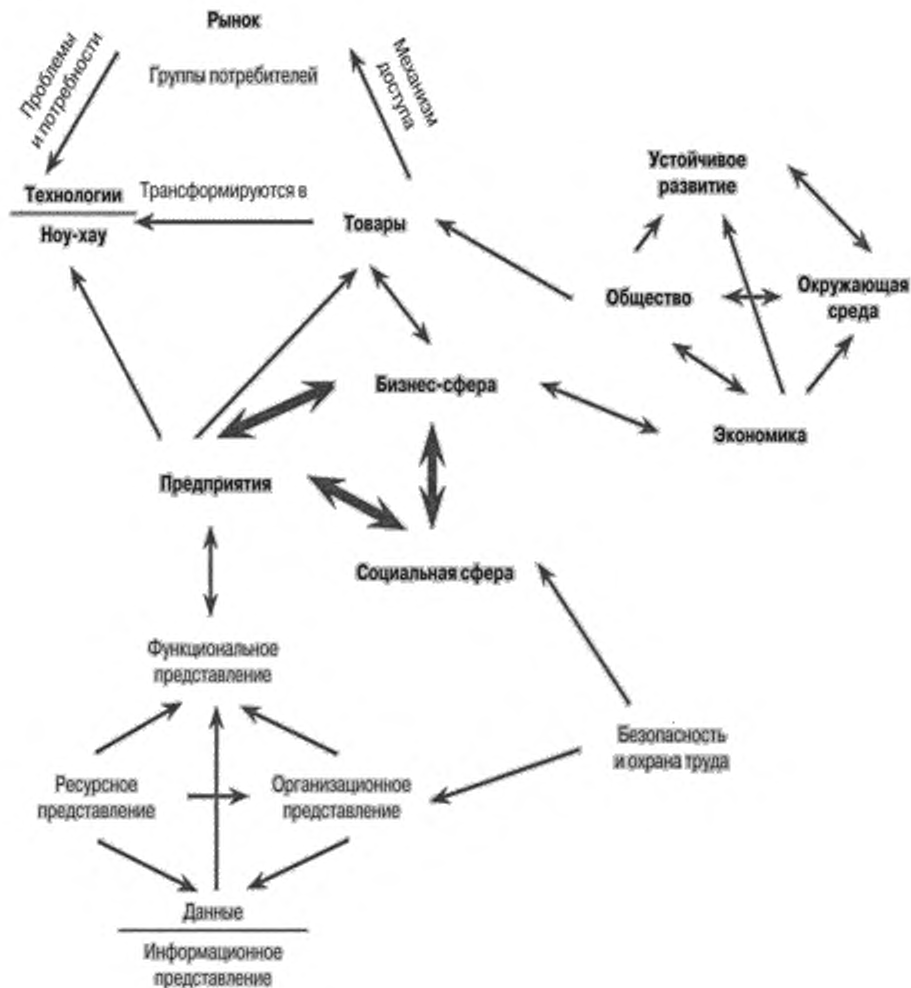 Рынок
Проблемы
и потребности
Группы потребителей
Механизм
доступа
Технологии
Ноу-хау
Трансформируются в
Товары
Устойчивое
развитие
Общество
Окружающая
среда
Бизнес-сфера
Экономика
Предприятия
Социальная сфера
Функциональное
представление
Безопасность
и охрана труда
Ресурсное
представление
Организационное
представление
Данные
Информационное
представление